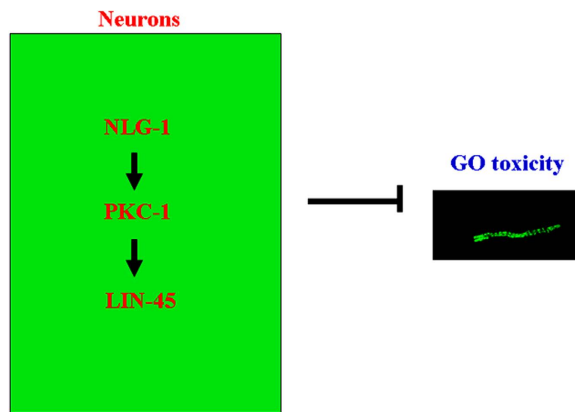 Neurons
NLG-1
PKC-1
LIN-45
GO toxicity